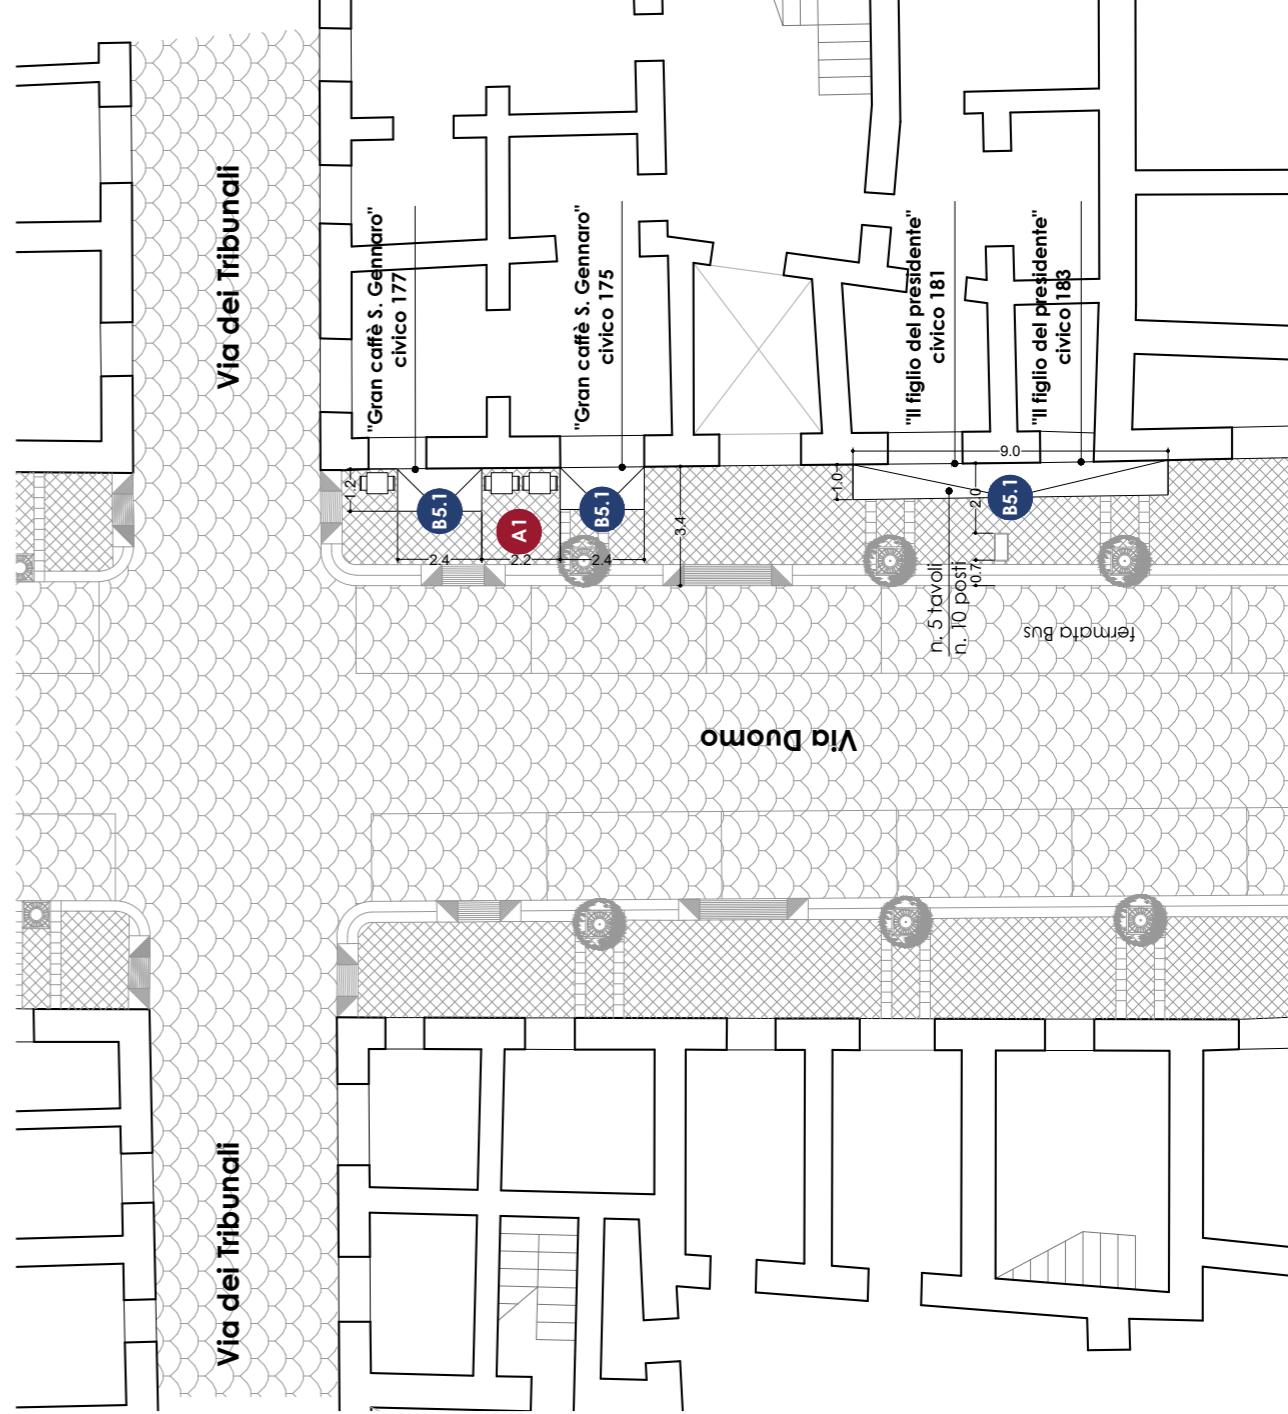 Via dei Tribunali
"Gran caffè S. Gennaro"
civico 177
"Gran caffè S. Gennaro"
civico 175
"Il figlio del presidente"
civico 181
"Il figlio del presidente"
civico 183
1.2
B5.1
A1
B5.1
2.4
2.2
2.4
3.4
1.0
9.0
B5.1
2.0
0.7
n. 5 tavoli
n. 10 posti
fermata Bus
Via Duomo
Via dei Tribunali